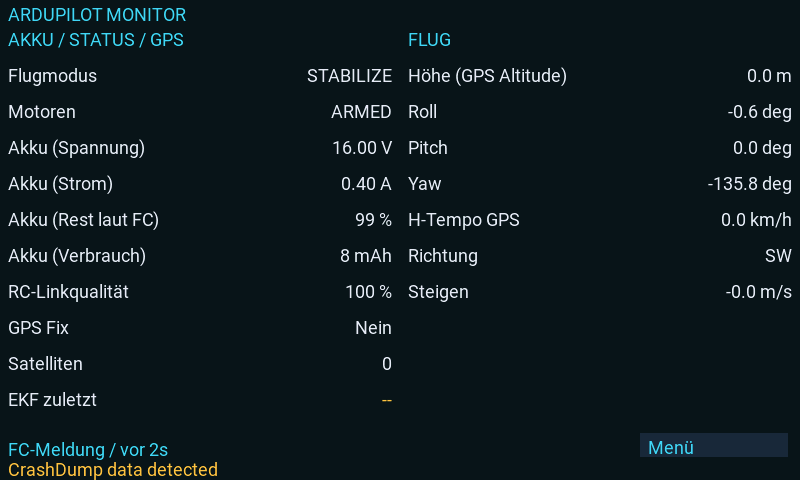 ARDUPILOT MONITOR
AKKU / STATUS / GPS
Flugmodus STABILIZE
Motoren ARMED
Akku (Spannung) 16.00 V
Akku (Strom) 0.40 A
Akku (Rest laut FC) 99 %
Akku (Verbrauch) 8 mAh
RC-Linkqualität 100 %
GPS Fix Nein
Satelliten 0
EKF zuletzt --
FLUG
Höhe (GPS Altitude) 0.0 m
Roll -0.6 deg
Pitch 0.0 deg
Yaw -135.8 deg
H-Tempo GPS 0.0 km/h
Richtung SW
Steigen -0.0 m/s
FC-Meldung / vor 2s
CrashDump data detected
Menü